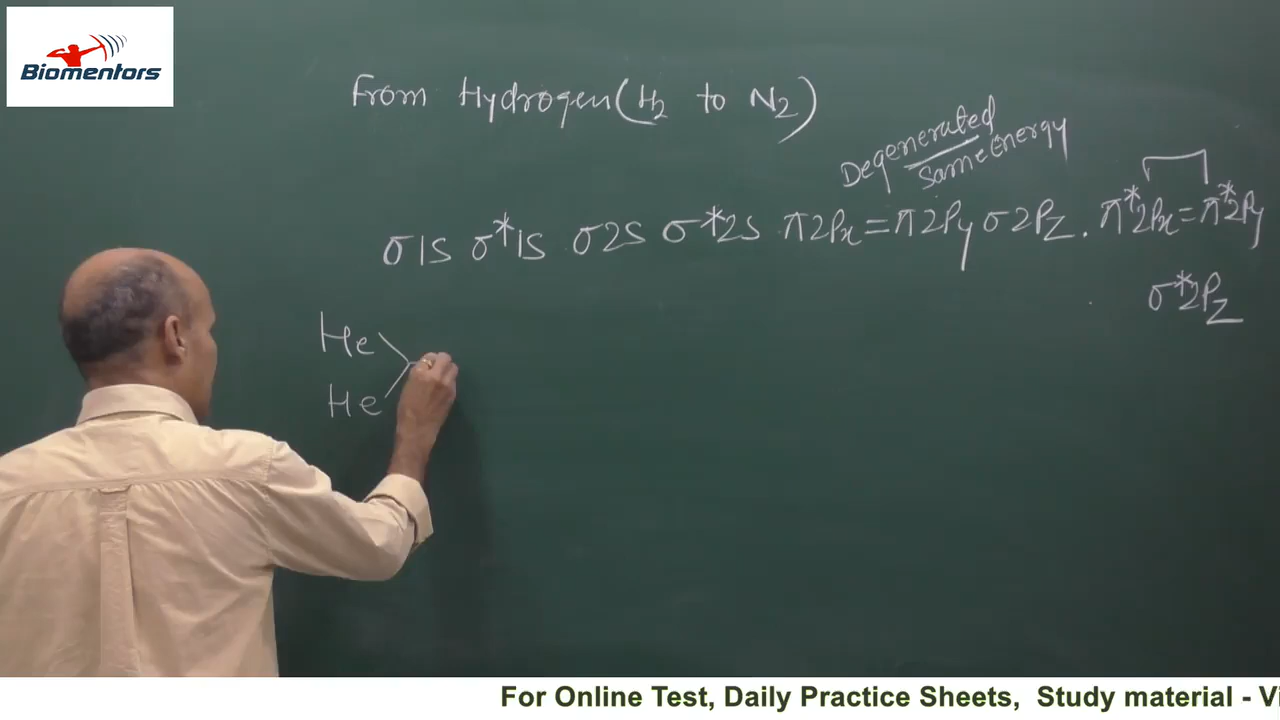 Biomentors
From Hydrogen (H2 to N2)
Degenerated
Same Energy
σ1s σ*1s σ2s σ*2s π2Px = π2Py σ2Pz . π*2Px = π*2Py
σ*2Pz
He
He
For Online Test, Daily Practice Sheets, Study material - Vi